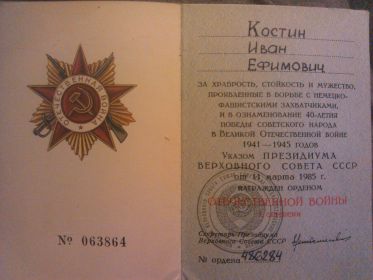 ОТЕЧЕСТВЕННАЯ ВОЙНА
№ 063864
Костин
Иван
Ефимович
ЗА ХРАБРОСТЬ, СТОЙКОСТЬ И МУЖЕСТВО,
ПРОЯВЛЕННЫЕ В БОРЬБЕ С НЕМЕЦКО-
ФАШИСТСКИМИ ЗАХВАТЧИКАМИ,
И В ОЗНАМЕНОВАНИЕ 40-ЛЕТИЯ
ПОБЕДЫ СОВЕТСКОГО НАРОДА
В ВЕЛИКОЙ ОТЕЧЕСТВЕННОЙ ВОЙНЕ
1941—1945 ГОДОВ
УКАЗОМ ПРЕЗИДИУМА
ВЕРХОВНОГО СОВЕТА СССР
от 11 марта 1985 г.
НАГРАЖДЕН ОРДЕНОМ
ОТЕЧЕСТВЕННОЙ ВОЙНЫ
СТЕПЕНИ
Секретарь Президиума
Верховного Совета СССР
№ ордена 486284